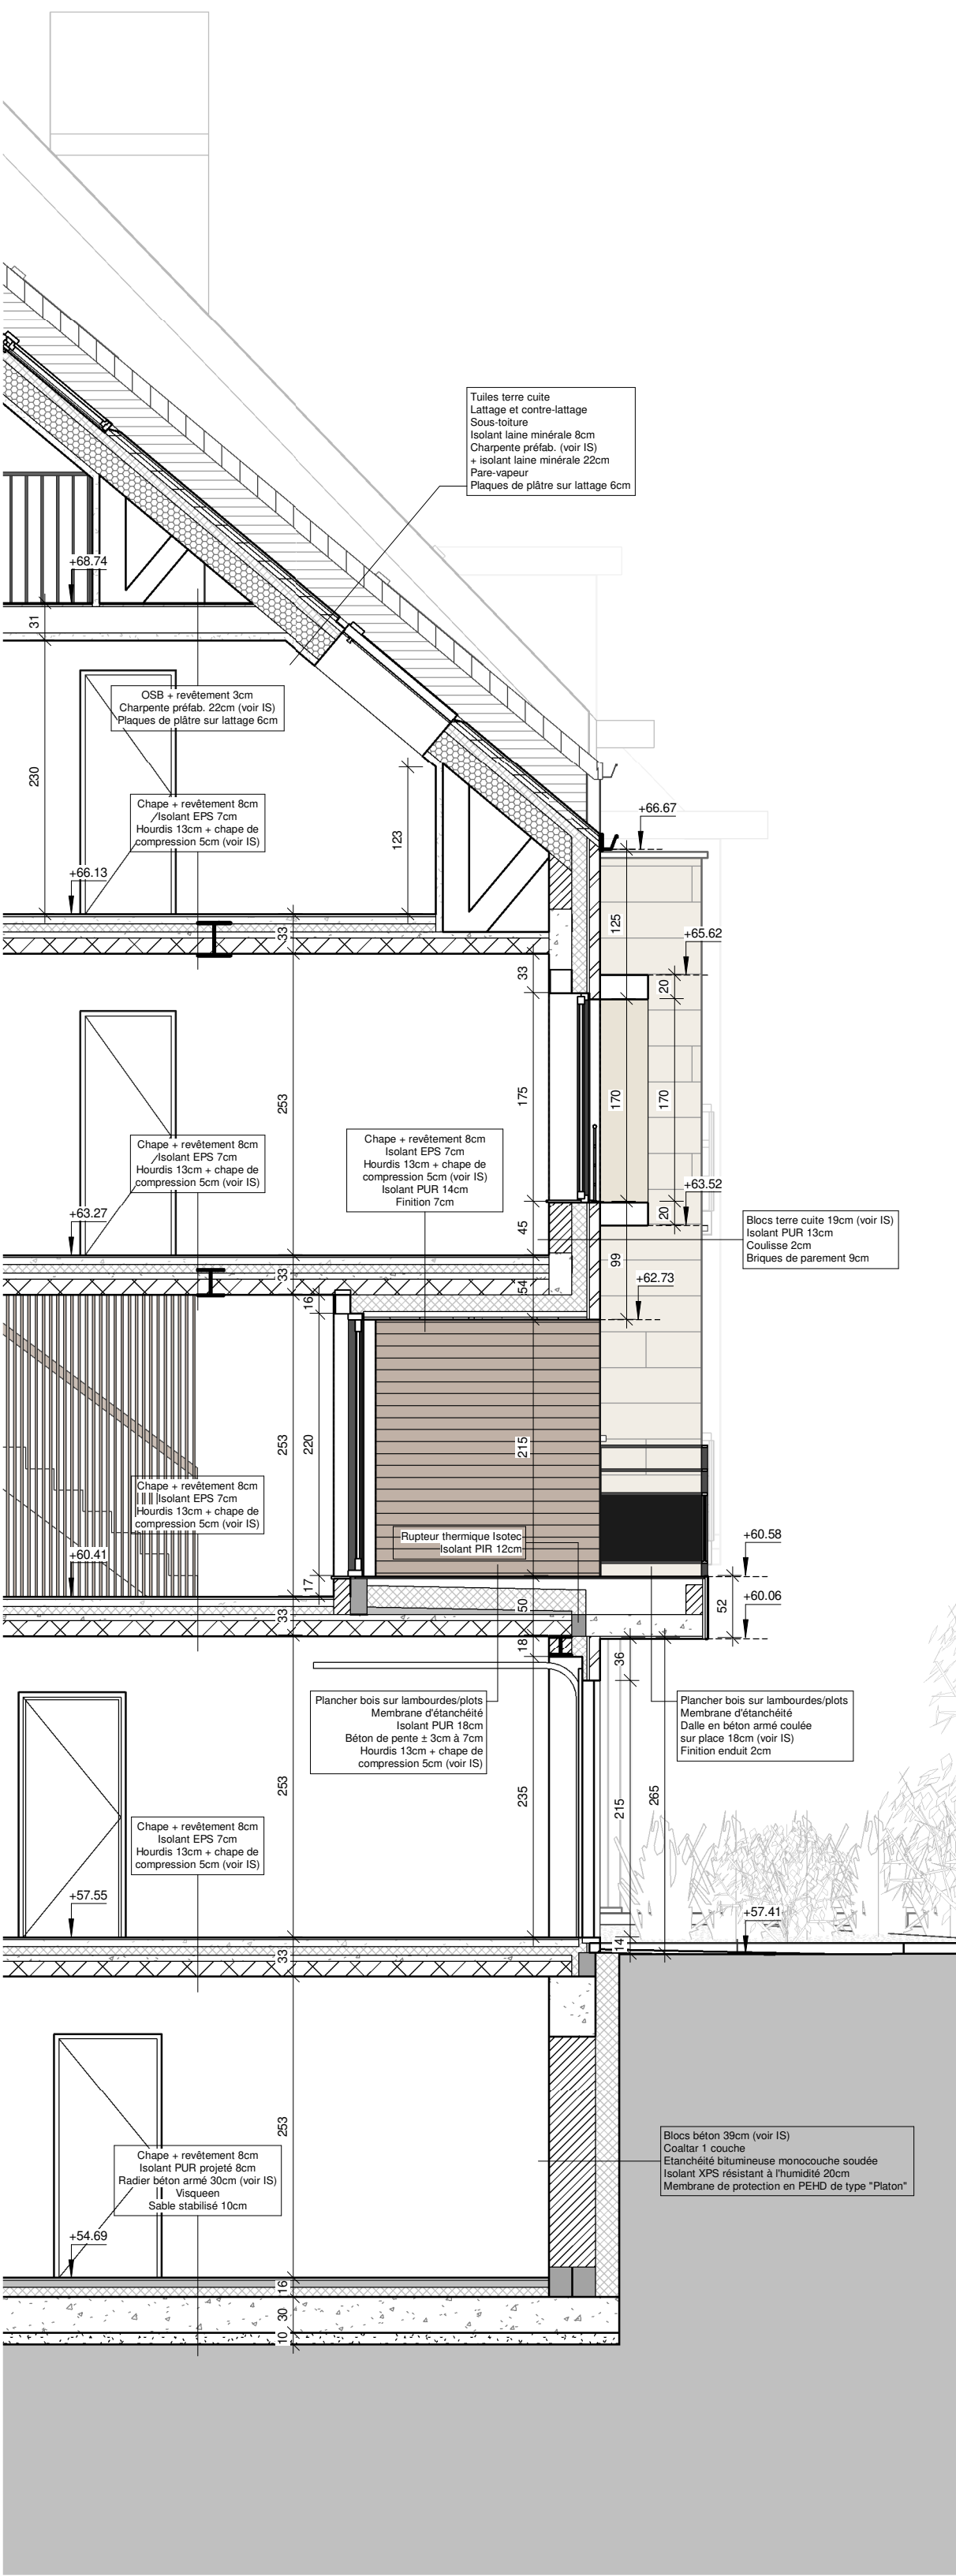 Tuiles terre cuite
Lattage et contre-lattage
Sous-toiture
Isolant laine minérale 8cm
Charpente préfab. (voir IS)
+ isolant laine minérale 22cm
Pare-vapeur
Plaques de plâtre sur lattage 6cm
+68.74
31
OSB + revêtement 3cm
Charpente préfab. 22cm (voir IS)
Plaques de plâtre sur lattage 6cm
230
123
Chape + revêtement 8cm
Isolant EPS 7cm
Hourdis 13cm + chape de
compression 5cm (voir IS)
+66.67
+66.13
125
33
+65.62
33
20
253
175
170
170
Chape + revêtement 8cm
Isolant EPS 7cm
Hourdis 13cm + chape de
compression 5cm (voir IS)
Chape + revêtement 8cm
Isolant EPS 7cm
Hourdis 13cm + chape de
compression 5cm (voir IS)
Isolant PUR 14cm
Finition 7cm
+63.52
+63.27
20
45
Blocs terre cuite 19cm (voir IS)
Isolant PUR 13cm
Coulisse 2cm
Briques de parement 9cm
99
33
54
+62.73
16
253
220
215
Chape + revêtement 8cm
Isolant EPS 7cm
Hourdis 13cm + chape de
compression 5cm (voir IS)
Rupteur thermique Isotec
Isolant PIR 12cm
+60.58
+60.41
17
50
52
+60.06
33
18
36
Plancher bois sur lambourdes/plots
Membrane d'étanchéité
Isolant PUR 18cm
Béton de pente ± 3cm à 7cm
Hourdis 13cm + chape de
compression 5cm (voir IS)
Plancher bois sur lambourdes/plots
Membrane d'étanchéité
Dalle en béton armé coulée
sur place 18cm (voir IS)
Finition enduit 2cm
253
235
215
265
Chape + revêtement 8cm
Isolant EPS 7cm
Hourdis 13cm + chape de
compression 5cm (voir IS)
+57.55
+57.41
14
33
253
Blocs béton 39cm (voir IS)
Coaltar 1 couche
Etanchéité bitumineuse monocouche soudée
Isolant XPS résistant à l'humidité 20cm
Membrane de protection en PEHD de type "Platon"
Chape + revêtement 8cm
Isolant PUR projeté 8cm
Radier béton armé 30cm (voir IS)
Visqueen
Sable stabilisé 10cm
+54.69
16
30
10